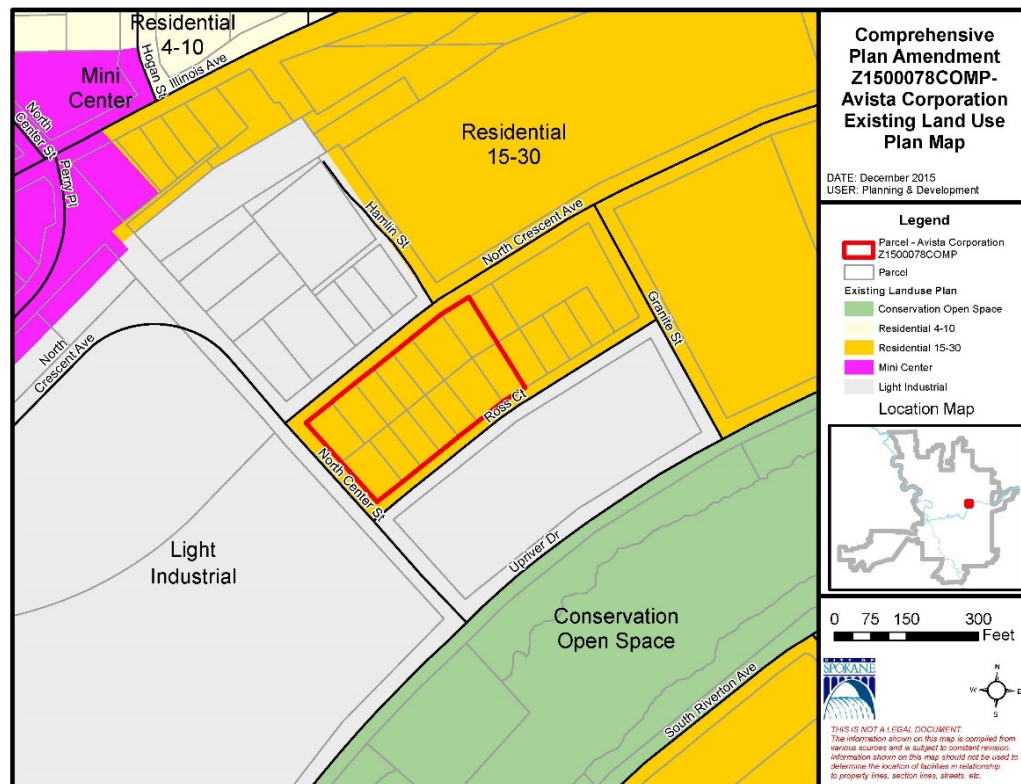 Residential
4-10
Hogan St
Illinois Ave
Mini
Center
North
Center St
Perry Pl
Residential
15-30
Hamlin St
North Crescent Ave
Granite St
North
Crescent Ave
Ross Ct
North Center St
Light
Industrial
Upriver Dr
Conservation
Open Space
South Riverton Ave
Comprehensive
Plan Amendment
Z1500078COMP-
Avista Corporation
Existing Land Use
Plan Map
DATE: December 2015
USER: Planning & Development
Legend
Parcel - Avista Corporation
Z1500078COMP
Parcel
Existing Landuse Plan
Conservation Open Space
Residential 4-10
Residential 15-30
Mini Center
Light Industrial
Location Map
0 75 150 300
Feet
CITY OF
SPOKANE
N
W E
S
THIS IS NOT A LEGAL DOCUMENT
The information shown on this map is compiled from
various sources and is subject to constant revision.
Information shown on this map should not be used to
determine the location of facilities in relationship
to property lines, section lines, streets, etc.